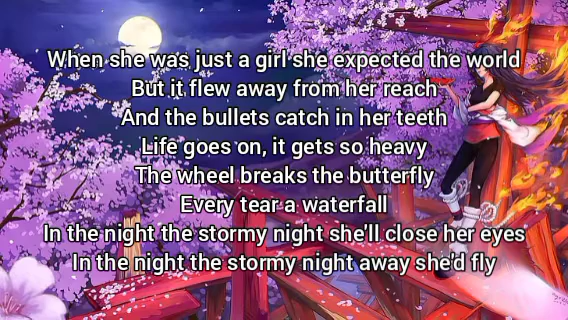 When she was just a girl she expected the world
But it flew away from her reach
And the bullets catch in her teeth
Life goes on, it gets so heavy
The wheel breaks the butterfly
Every tear a waterfall
In the night the stormy night she'll close her eyes
In the night the stormy night away she'd fly